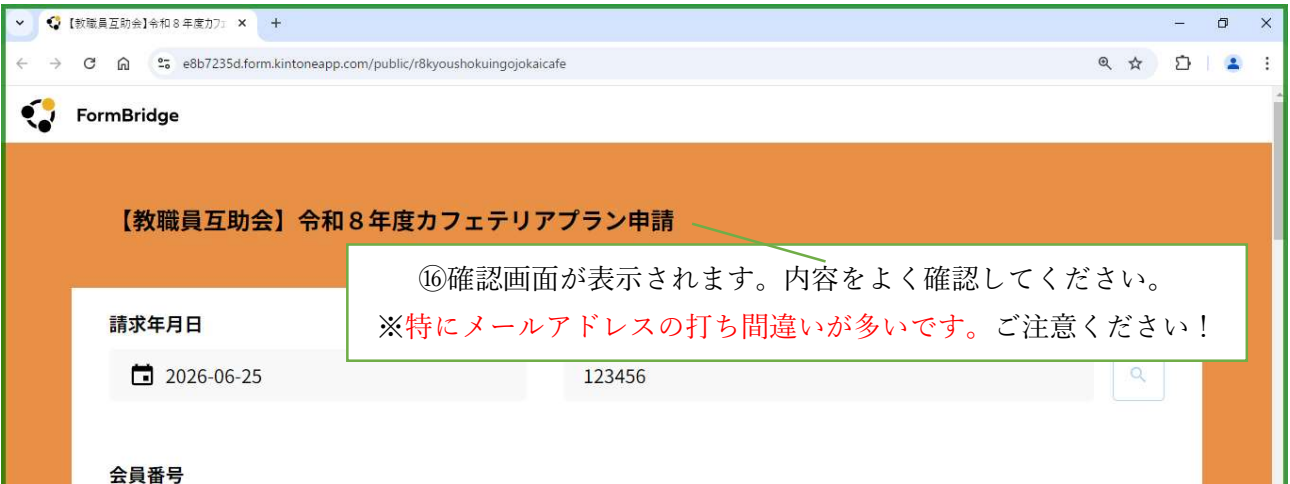 【教職員互助会】令和８年度カフェ
e8b7235d.form.kintoneapp.com/public/r8kyoushokuingojokaicafe
FormBridge
【教職員互助会】令和８年度カフェテリアプラン申請
⑯確認画面が表示されます。内容をよく確認してください。
※特にメールアドレスの打ち間違いが多いです。ご注意ください！
請求年月日
2026-06-25
123456
会員番号